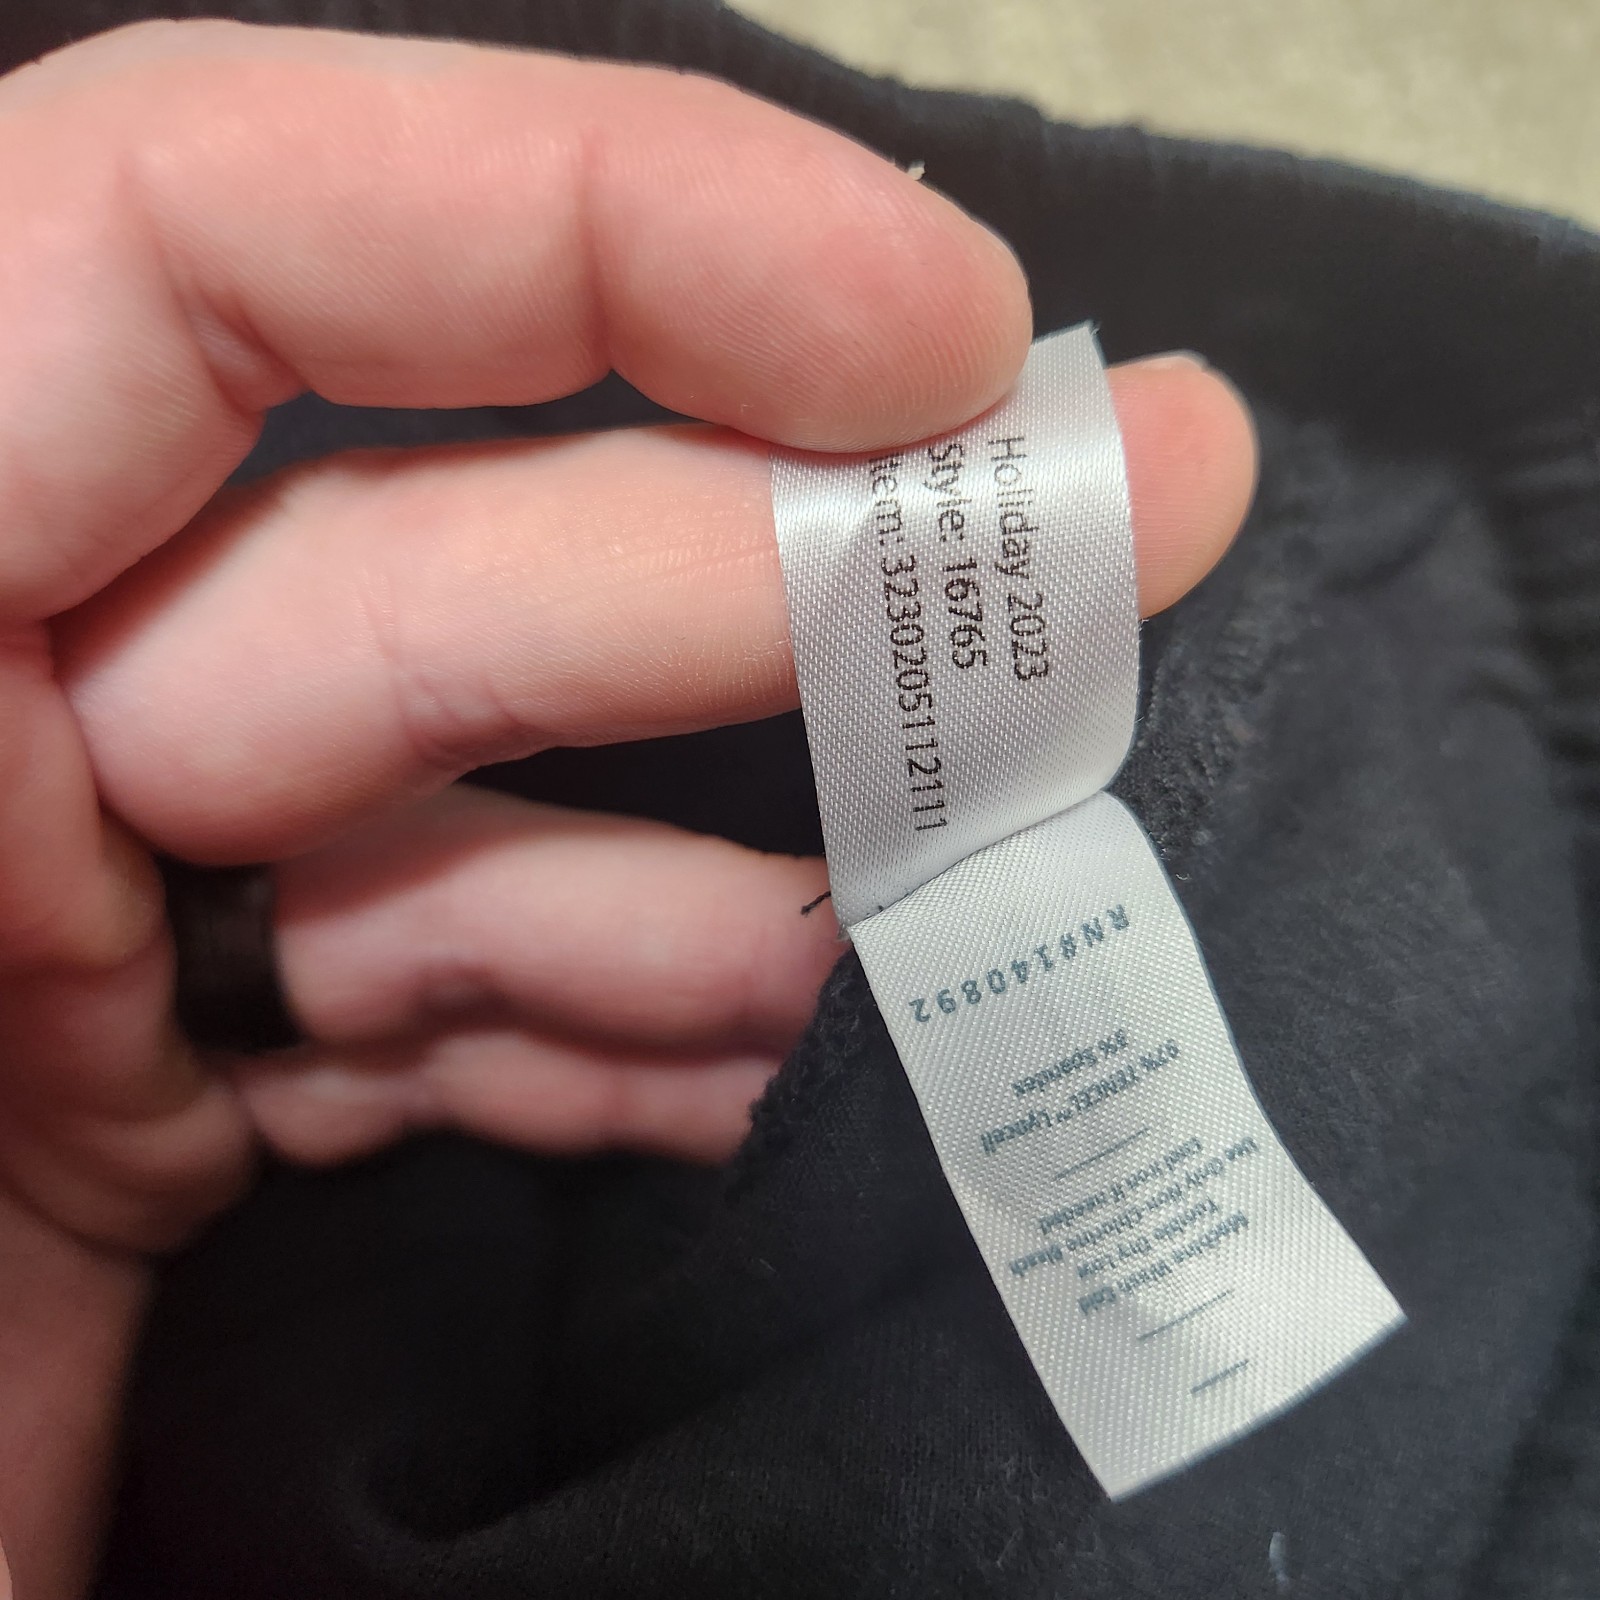 Holiday 2023
Style: 16765
Item: 3230205112111
RN#140892
97% TENCEL™ Lyocell
Spandex
Machine Wash Cold
Tumble Dry Low
Use Only Non-Chlorine Bleach
Cool Iron if needed